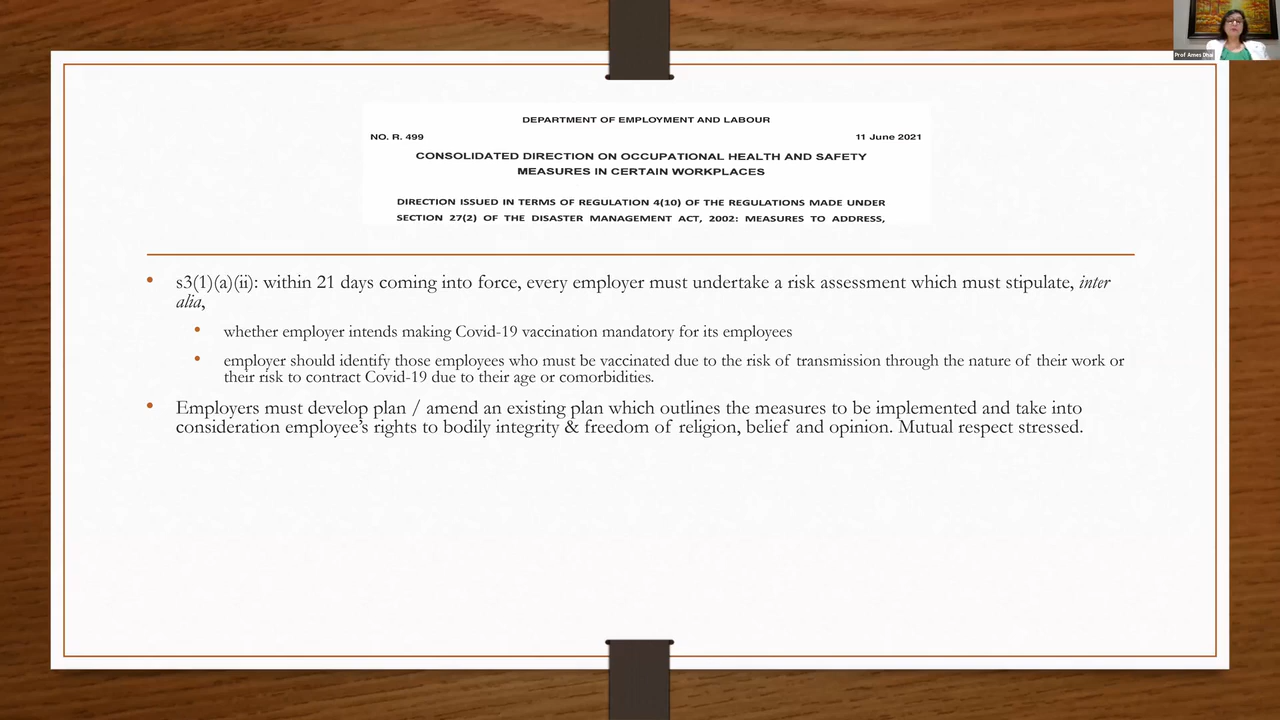 Prof Ames Dhai
DEPARTMENT OF EMPLOYMENT AND LABOUR
NO. R. 499 11 June 2021
CONSOLIDATED DIRECTION ON OCCUPATIONAL HEALTH AND SAFETY
MEASURES IN CERTAIN WORKPLACES
DIRECTION ISSUED IN TERMS OF REGULATION 4(10) OF THE REGULATIONS MADE UNDER
SECTION 27(2) OF THE DISASTER MANAGEMENT ACT, 2002: MEASURES TO ADDRESS,
• s3(1)(a)(ii): within 21 days coming into force, every employer must undertake a risk assessment which must stipulate, inter
alia,
• whether employer intends making Covid-19 vaccination mandatory for its employees
• employer should identify those employees who must be vaccinated due to the risk of transmission through the nature of their work or
their risk to contract Covid-19 due to their age or comorbidities.
• Employers must develop plan / amend an existing plan which outlines the measures to be implemented and take into
consideration employee's rights to bodily integrity & freedom of religion, belief and opinion. Mutual respect stressed.